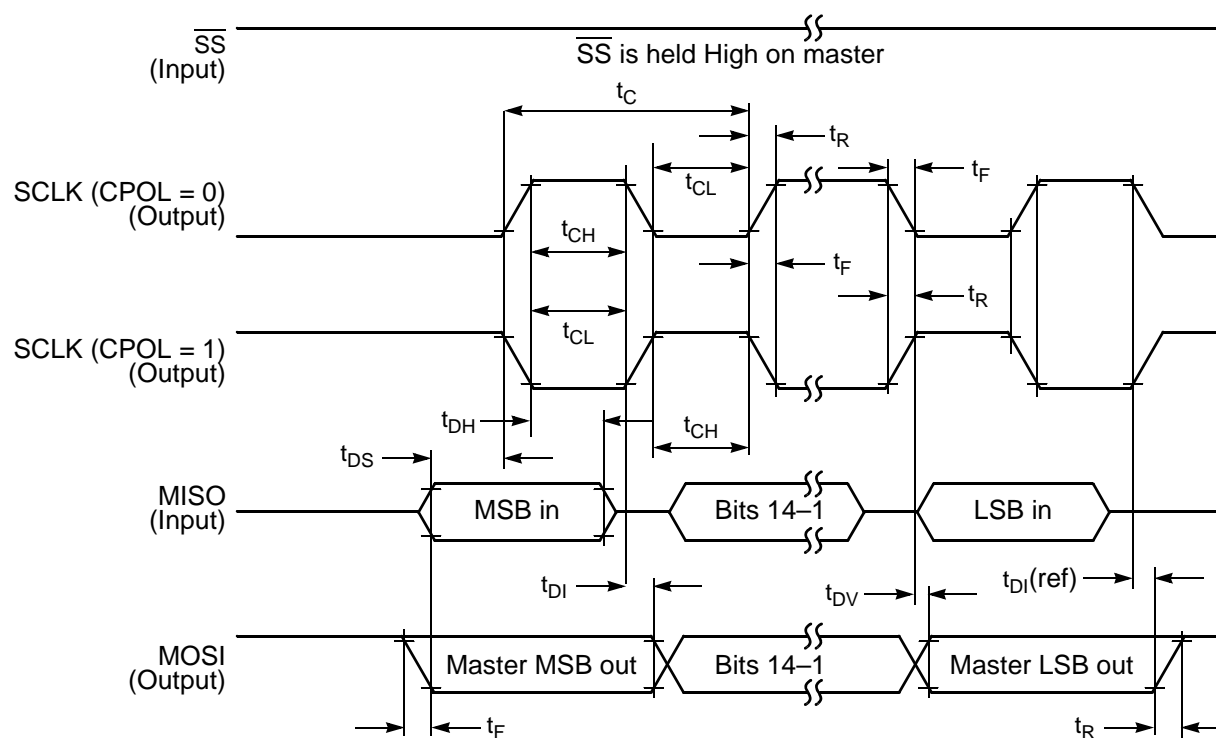 SS
(Input)
SS is held High on master
tC
tR
tF
SCLK (CPOL = 0)
(Output)
tCL
tCH
tF
tR
SCLK (CPOL = 1)
(Output)
tCL
tDH
tCH
tDS
MISO
(Input)
MSB in
Bits 14–1
LSB in
tDI
tDV
tDI(ref)
MOSI
(Output)
Master MSB out
Bits 14–1
Master LSB out
tF
tR